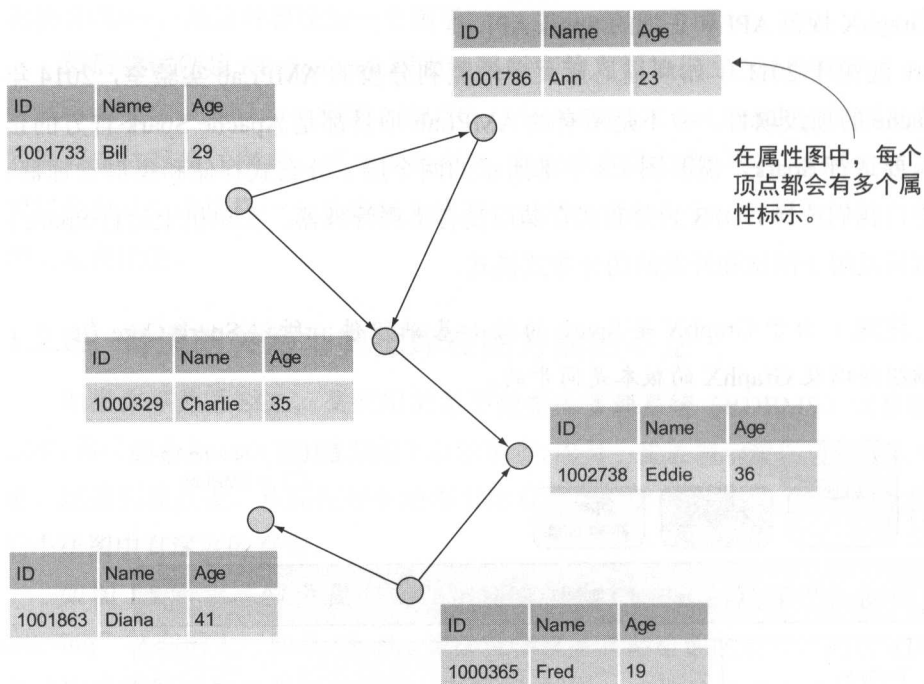 ID Name Age
1001786 Ann 23
ID Name Age
1001733 Bill 29
在属性图中，每个
顶点都会有多个属
性标示。
ID Name Age
1000329 Charlie 35
ID Name Age
1002738 Eddie 36
ID Name Age
1001863 Diana 41
ID Name Age
1000365 Fred 19